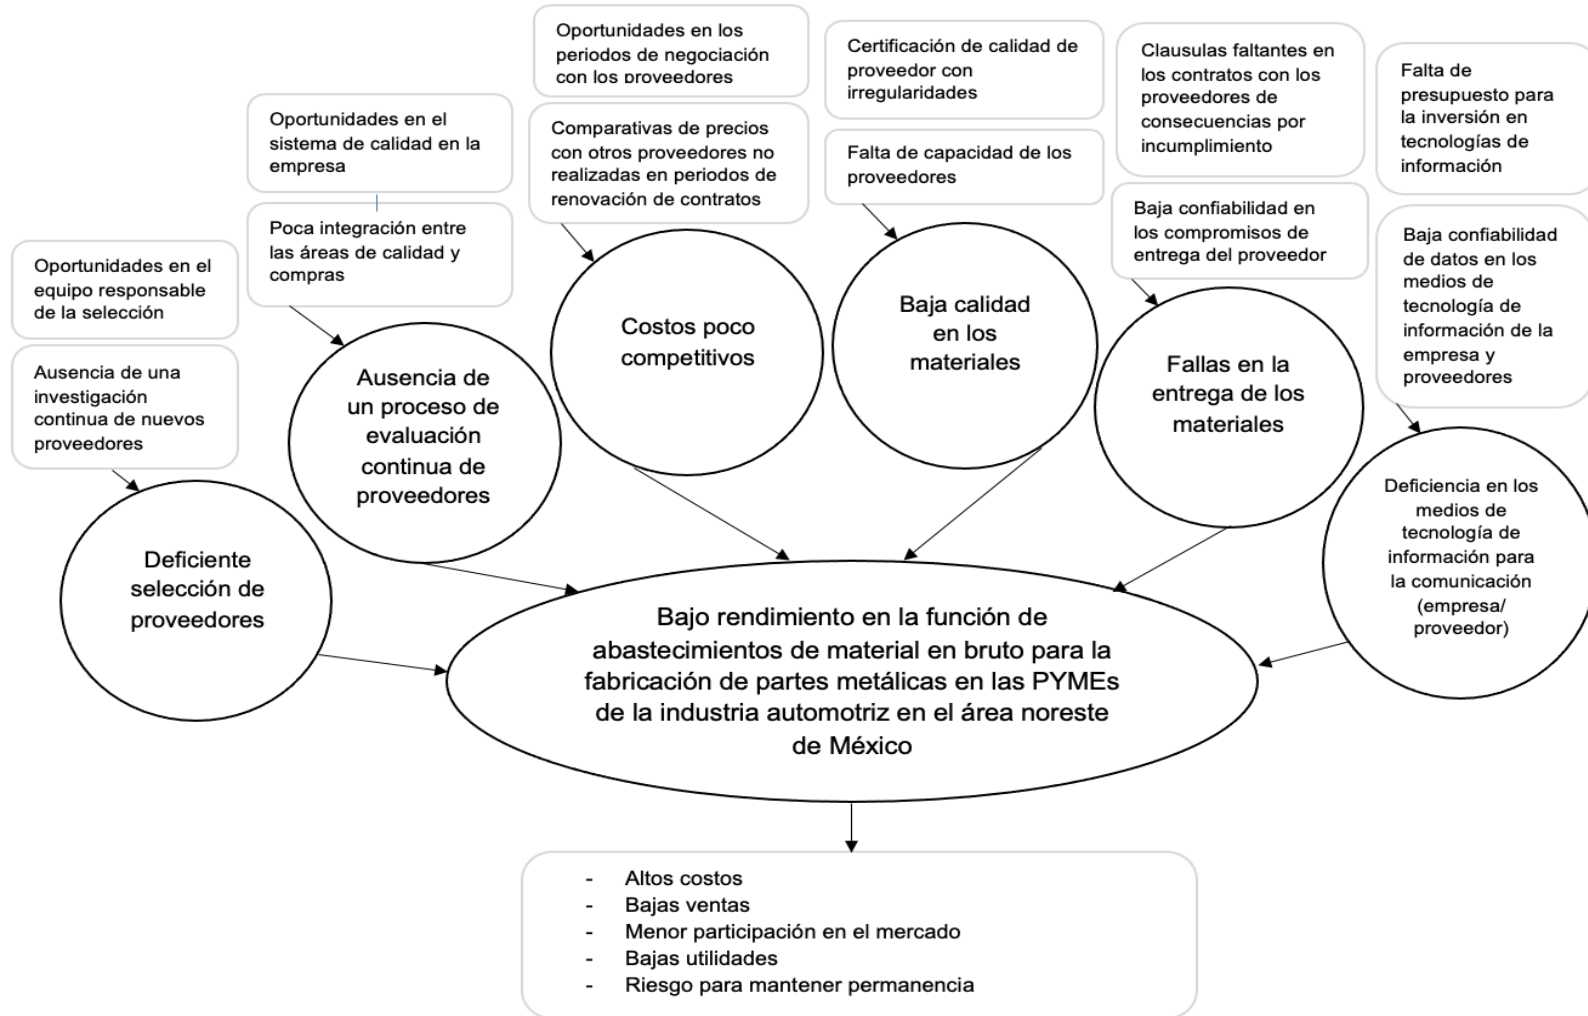 Oportunidades en el
equipo responsable
de la selección
Ausencia de una
investigación
continua de nuevos
proveedores
Deficiente
selección de
proveedores
Oportunidades en el
sistema de calidad en la
empresa
Poca integración entre
las áreas de calidad y
compras
Ausencia de
un proceso de
evaluación
continua de
proveedores
Oportunidades en los
periodos de negociación
con los proveedores
Comparativas de precios
con otros proveedores no
realizadas en periodos de
renovación de contratos
Costos poco
competitivos
Certificación de calidad de
proveedor con
irregularidades
Falta de capacidad de los
proveedores
Baja calidad
en los
materiales
Clausulas faltantes en
los contratos con los
proveedores de
consecuencias por
incumplimiento
Baja confiabilidad en
los compromisos de
entrega del proveedor
Fallas en la
entrega de los
materiales
Falta de
presupuesto para
la inversión en
tecnologías de
información
Baja confiabilidad
de datos en los
medios de
tecnología de
información de la
empresa y
proveedores
Deficiencia en los
medios de
tecnología de
información para
la comunicación
(empresa/
proveedor)
Bajo rendimiento en la función de
abastecimientos de material en bruto para la
fabricación de partes metálicas en las PYMEs
de la industria automotriz en el área noreste
de México
- Altos costos
- Bajas ventas
- Menor participación en el mercado
- Bajas utilidades
- Riesgo para mantener permanencia